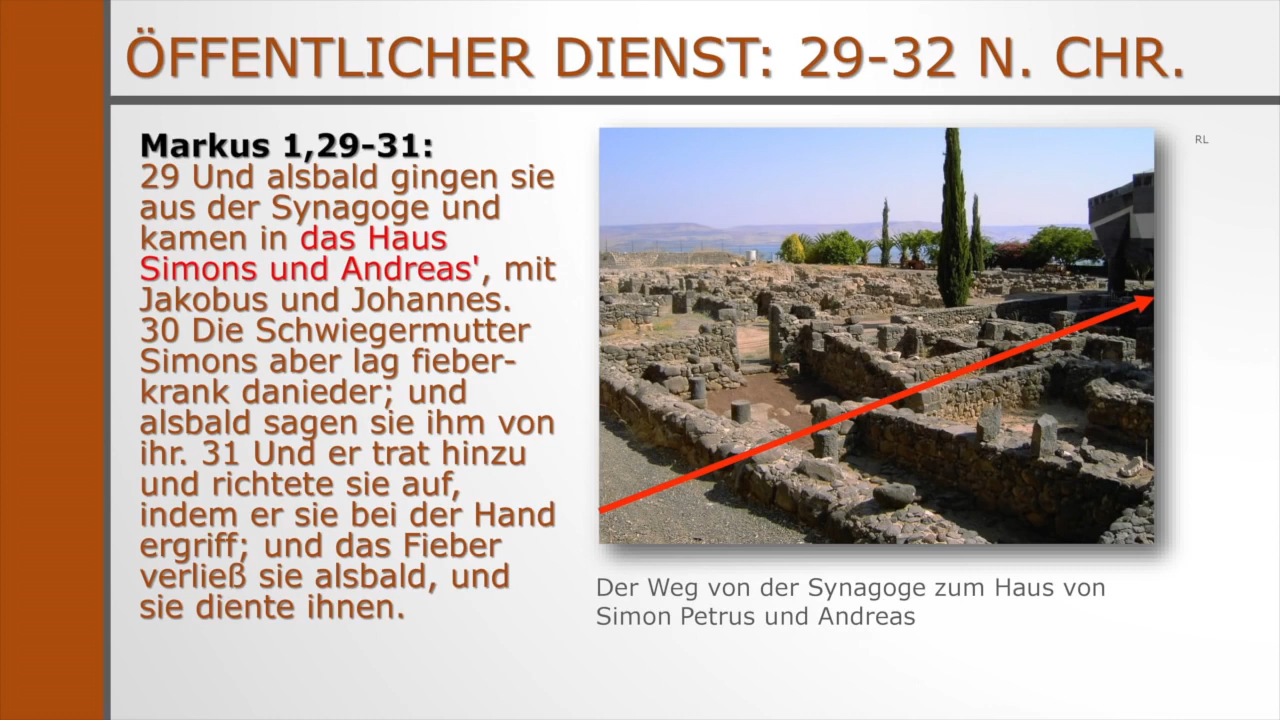 ÖFFENTLICHER DIENST: 29-32 N. CHR.
Markus 1,29-31:
29 Und alsbald gingen sie
aus der Synagoge und
kamen in das Haus
Simons und Andreas', mit
Jakobus und Johannes.
30 Die Schwiegermutter
Simons aber lag fieber-
krank danieder; und
alsbald sagen sie ihm von
ihr. 31 Und er trat hinzu
und richtete sie auf,
indem er sie bei der Hand
ergriff; und das Fieber
verließ sie alsbald, und
sie diente ihnen.
RL
Der Weg von der Synagoge zum Haus von
Simon Petrus und Andreas